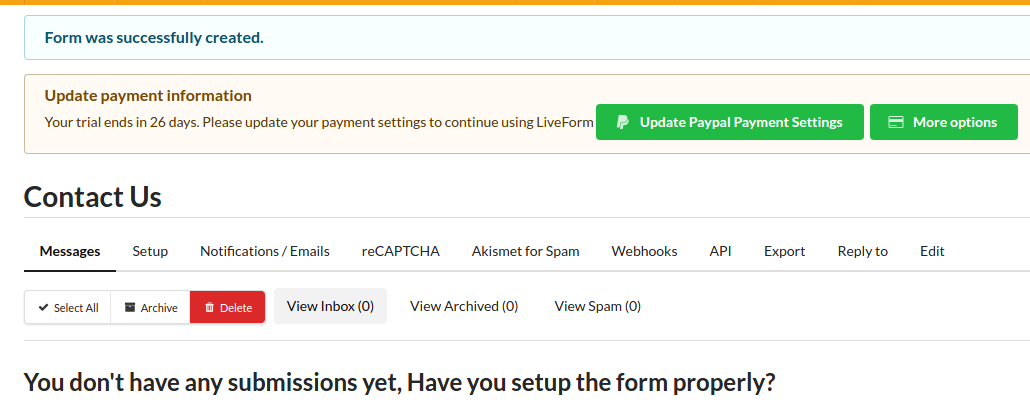 Form was successfully created.
Update payment information
Your trial ends in 26 days. Please update your payment settings to continue using LiveForm Update Paypal Payment Settings More options
Contact Us
Messages Setup Notifications / Emails reCAPTCHA Akismet for Spam Webhooks API Export Reply to Edit
Select All Archive Delete View Inbox (0) View Archived (0) View Spam (0)
You don't have any submissions yet, Have you setup the form properly?